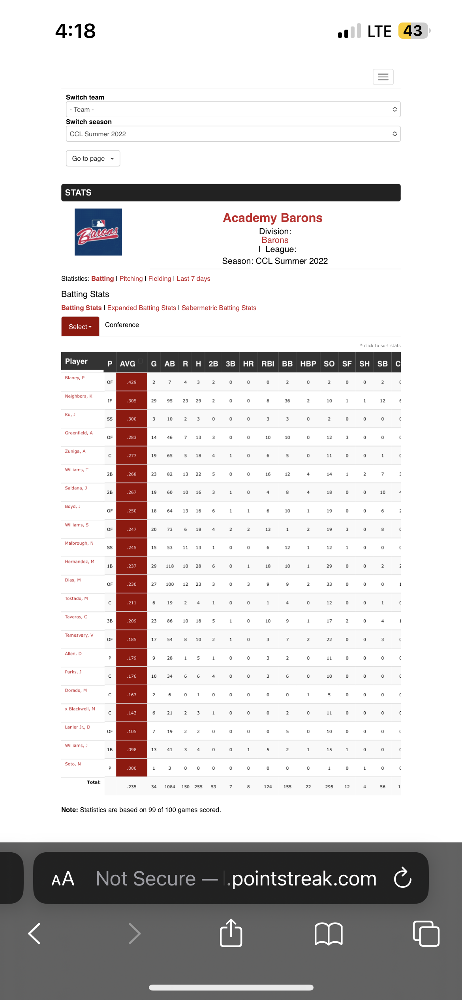 4:18 LTE 43
Switch team
- Team -
Switch season
CCL Summer 2022
Go to page
STATS
Barons
Academy Barons
Division:
Barons
| League:
Season: CCL Summer 2022
Statistics: Batting | Pitching | Fielding | Last 7 days
Batting Stats
Batting Stats | Expanded Batting Stats | Sabermetric Batting Stats
Select Conference
* click to sort stats
Player P AVG G AB R H 2B 3B HR RBI BB HBP SO SF SH SB C
Blaney, P OF .429 2 7 4 3 2 0 0 0 2 0 2 0 0 2
Neighbors, K IF .305 29 95 23 29 2 0 0 8 36 2 10 1 1 12
Ku, J SS .300 3 10 2 3 0 0 0 3 3 0 2 0 0 0
Greenfield, A OF .283 14 46 7 13 3 0 0 10 10 0 12 3 0 0
Zuniga, A C .277 19 65 5 18 4 1 0 6 5 0 11 0 0 1
Williams, T 2B .268 23 82 13 22 5 0 0 16 12 4 14 1 2 7
Saldana, J 2B .267 19 60 10 16 3 1 0 4 8 4 18 0 0 10
Boyd, J OF .250 18 64 13 16 6 1 1 6 10 1 19 0 0 6
Williams, S OF .247 20 73 6 18 4 2 2 13 1 2 19 3 0 8
Malbrough, N SS .245 15 53 11 13 1 0 0 6 12 1 12 1 0 0
Hernandez, M 1B .237 29 118 10 28 6 0 1 18 10 1 29 0 0 2
Dias, M OF .230 27 100 12 23 3 0 3 9 9 2 33 0 0 0
Tostado, M C .211 6 19 2 4 1 0 0 1 4 0 12 0 0 1
Taveras, C 3B .209 23 86 10 18 5 1 0 10 9 1 17 2 0 4
Temesvary, V OF .185 17 54 8 10 2 1 0 3 7 2 22 0 0 3
Allen, D P .179 9 28 1 5 1 0 0 3 2 0 11 0 0 0
Parks, J C .176 10 34 6 6 4 0 0 3 6 0 10 0 0 0
Dorado, M C .167 2 6 0 1 0 0 0 0 0 1 5 0 0 0
x Blackwell, M C .143 6 21 2 3 1 0 0 0 2 0 11 0 0 0
Lanier Jr., D OF .105 7 19 2 2 0 0 0 0 5 0 10 0 0 0
Williams, J 1B .098 13 41 3 4 0 0 1 5 2 1 15 1 0 0
Soto, N P .000 1 3 0 0 0 0 0 0 0 0 1 0 1 0
Total: .235 34 1084 150 255 53 7 8 124 155 22 295 12 4 56
Note: Statistics are based on 99 of 100 games scored.
AA Not Secure — .pointstreak.com